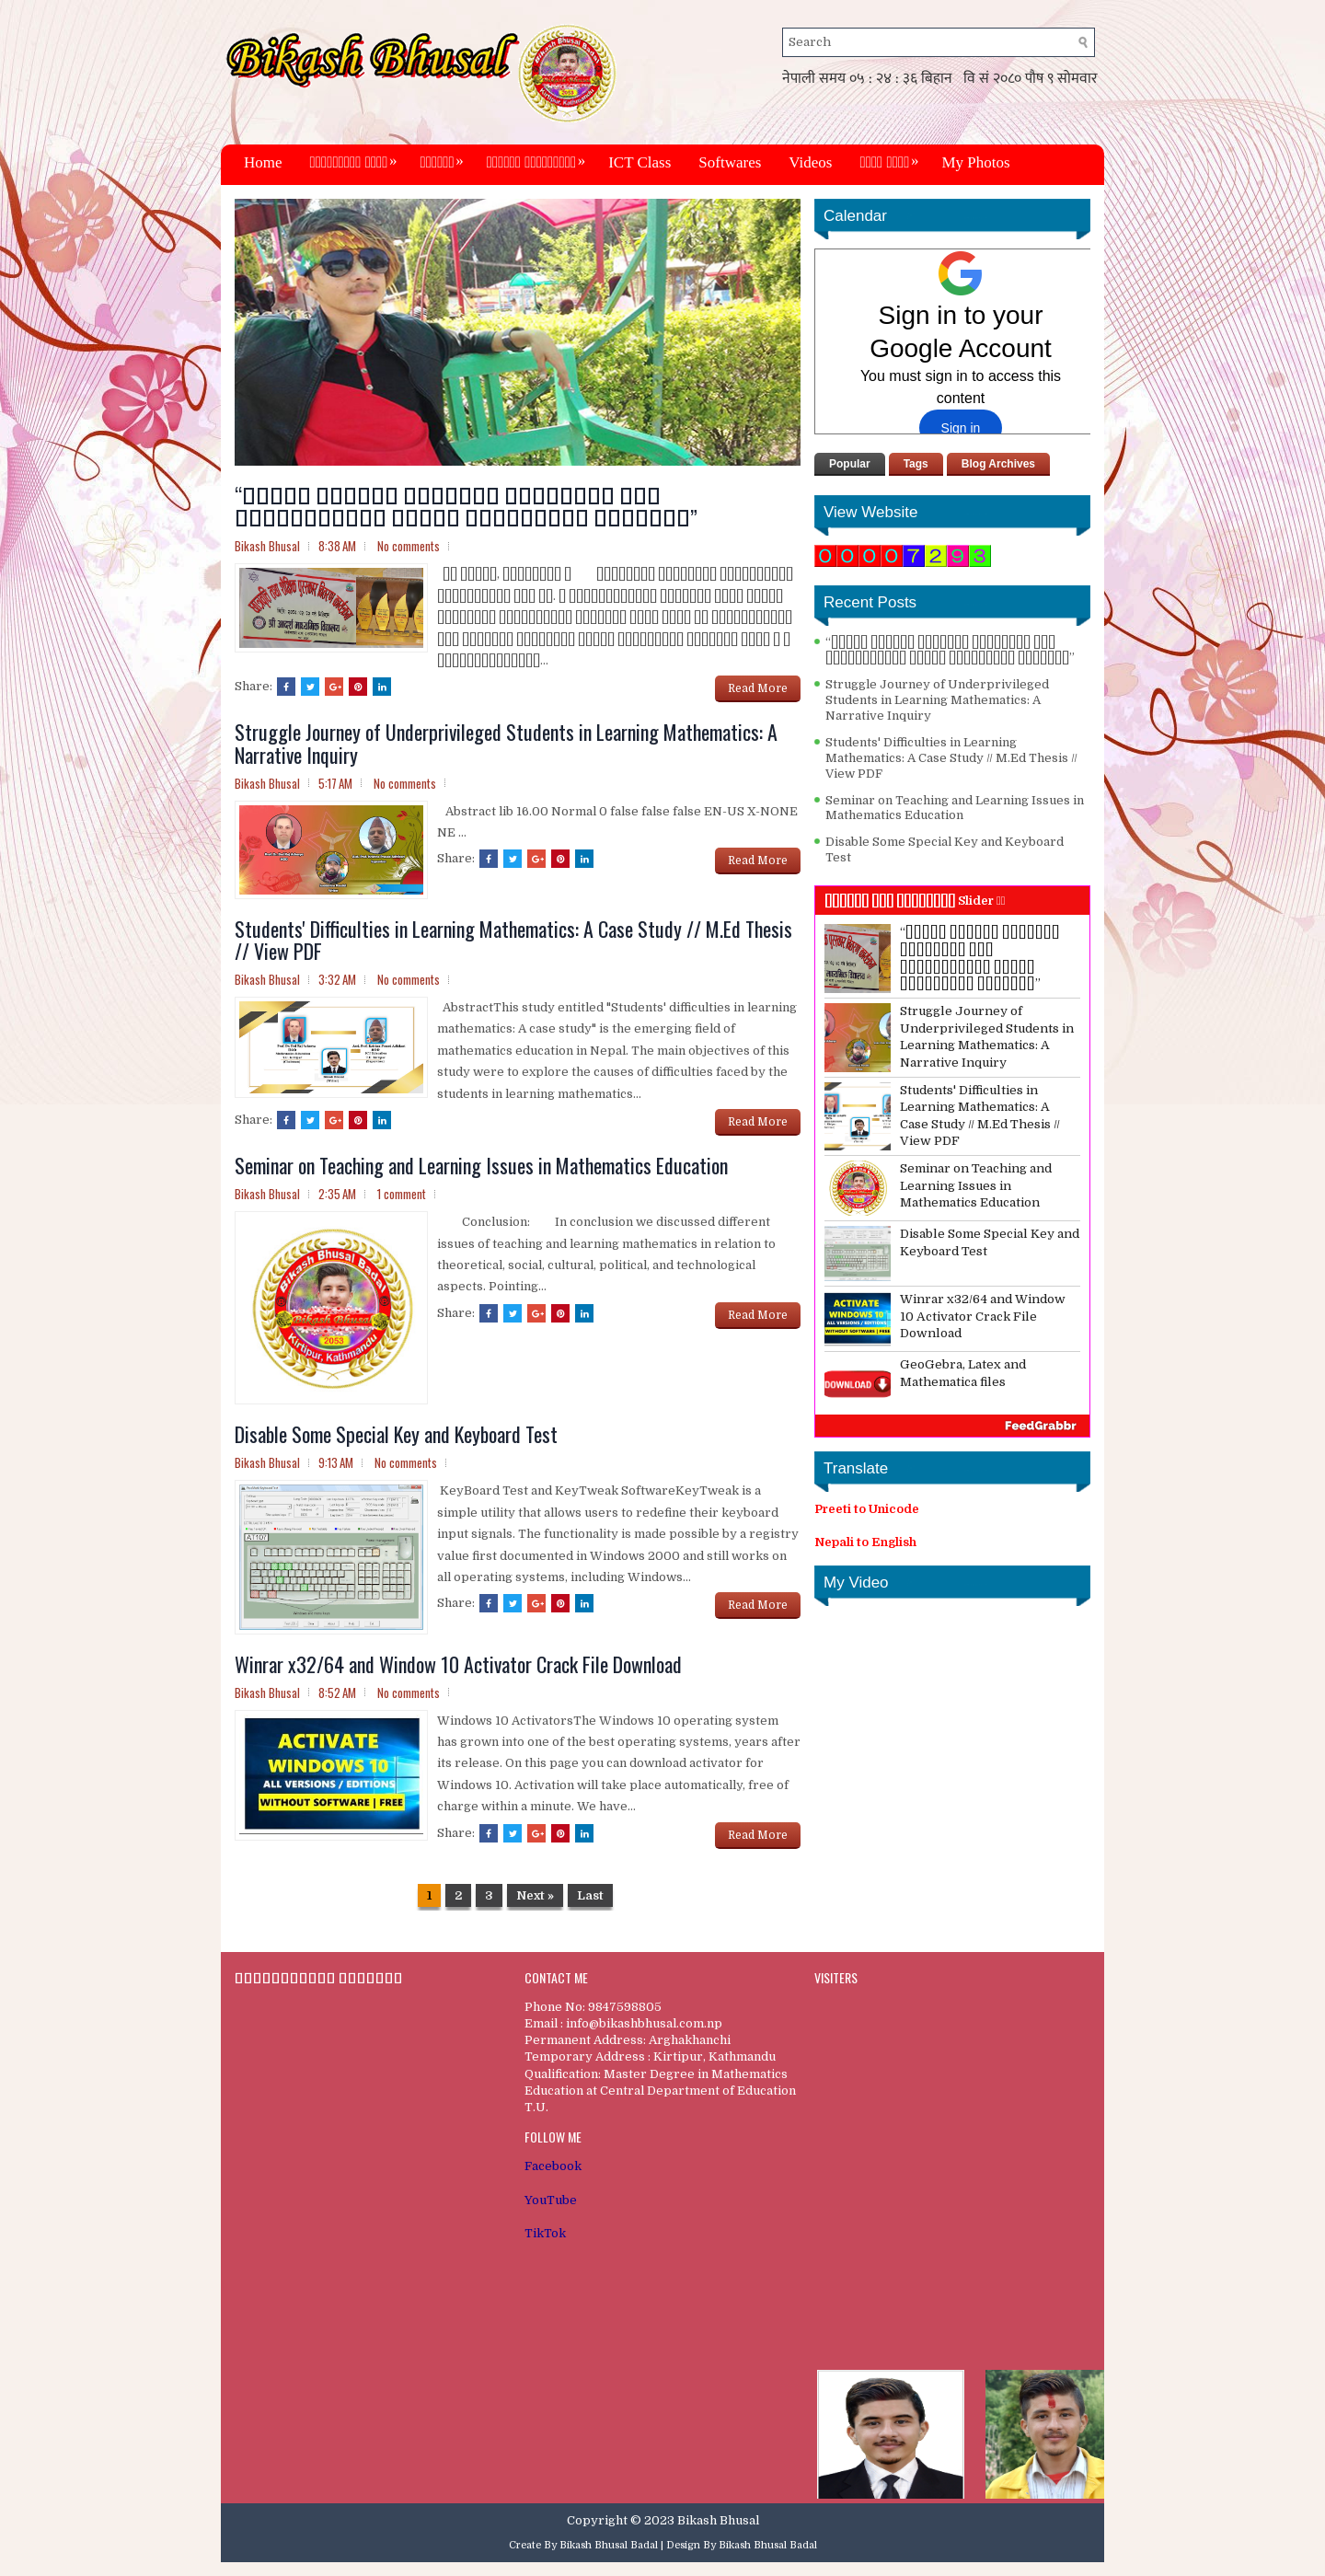 Bikash Bhusal
Search
नेपाली समय ०५ : २४ : ३६ बिहान वि सं २०८० पौष ९ सोमवार
Home
ICT Class
Softwares
Videos
My Photos
Calendar
Sign in to your
Google Account
You must sign in to access this
content
Sign in
Popular
Tags
Blog Archives
Bikash Bhusal 8:38 AM No comments
Share:
Read More
Struggle Journey of Underprivileged Students in Learning Mathematics: A
Narrative Inquiry
Bikash Bhusal 5:17 AM No comments
Abstract lib 16.00 Normal 0 false false false EN-US X-NONE
NE ...
Share:
Read More
Students' Difficulties in Learning Mathematics: A Case Study // M.Ed Thesis
// View PDF
Bikash Bhusal 3:32 AM No comments
AbstractThis study entitled "Students' difficulties in learning
mathematics: A case study" is the emerging field of
mathematics education in Nepal. The main objectives of this
study were to explore the causes of difficulties faced by the
students in learning mathematics...
Share:
Read More
Seminar on Teaching and Learning Issues in Mathematics Education
Bikash Bhusal 2:35 AM 1 comment
Bikash Bhusal Badal
Bikash Bhusal
2053
Kirtipur, Kathmandu
Conclusion: In conclusion we discussed different
issues of teaching and learning mathematics in relation to
theoretical, social, cultural, political, and technological
aspects. Pointing...
Share:
Read More
Disable Some Special Key and Keyboard Test
Bikash Bhusal 9:13 AM No comments
KeyBoard Test and KeyTweak SoftwareKeyTweak is a
simple utility that allows users to redefine their keyboard
input signals. The functionality is made possible by a registry
value first documented in Windows 2000 and still works on
all operating systems, including Windows...
Share:
Read More
Winrar x32/64 and Window 10 Activator Crack File Download
Bikash Bhusal 8:52 AM No comments
ACTIVATE
WINDOWS 10
ALL VERSIONS / EDITIONS
WITHOUT SOFTWARE | FREE
Windows 10 ActivatorsThe Windows 10 operating system
has grown into one of the best operating systems, years after
its release. On this page you can download activator for
Windows 10. Activation will take place automatically, free of
charge within a minute. We have...
Share:
Read More
1 2 3 Next » Last
View Website
00007293
Recent Posts
Struggle Journey of Underprivileged
Students in Learning Mathematics: A
Narrative Inquiry
Students' Difficulties in Learning
Mathematics: A Case Study // M.Ed Thesis //
View PDF
Seminar on Teaching and Learning Issues in
Mathematics Education
Disable Some Special Key and Keyboard
Test
Slider
Struggle Journey of
Underprivileged Students in
Learning Mathematics: A
Narrative Inquiry
Students' Difficulties in
Learning Mathematics: A
Case Study // M.Ed Thesis //
View PDF
Seminar on Teaching and
Learning Issues in
Mathematics Education
Disable Some Special Key and
Keyboard Test
ACTIVATE
WINDOWS 10
ALL VERSIONS / EDITIONS
WITHOUT SOFTWARE | FREE
Winrar x32/64 and Window
10 Activator Crack File
Download
DOWNLOAD
GeoGebra, Latex and
Mathematica files
FeedGrabbr
Translate
Preeti to Unicode
Nepali to English
My Video
CONTACT ME
Phone No: 9847598805
Email : info@bikashbhusal.com.np
Permanent Address: Arghakhanchi
Temporary Address : Kirtipur, Kathmandu
Qualification: Master Degree in Mathematics
Education at Central Department of Education
T.U.
FOLLOW ME
Facebook
YouTube
TikTok
VISITERS
Copyright © 2023 Bikash Bhusal
Create By Bikash Bhusal Badal | Design By Bikash Bhusal Badal